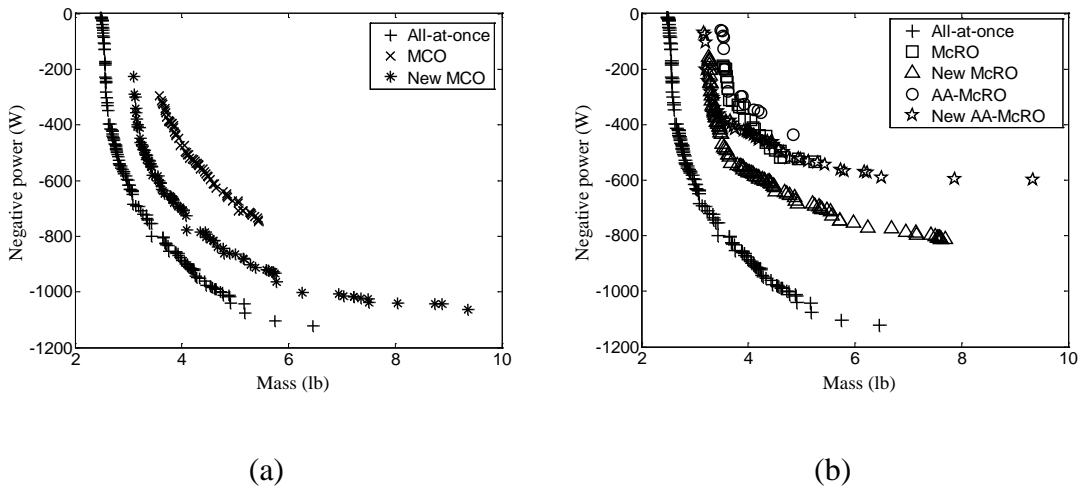 0
-200
-400
-600
-800
-1000
-1200
Negative power (W)
2 4 6 8 10
Mass (lb)
All-at-once
MCO
New MCO
(a)
0
-200
-400
-600
-800
-1000
-1200
Negative power (W)
2 4 6 8 10
Mass (lb)
All-at-once
McRO
New McRO
AA-McRO
New AA-McRO
(b)